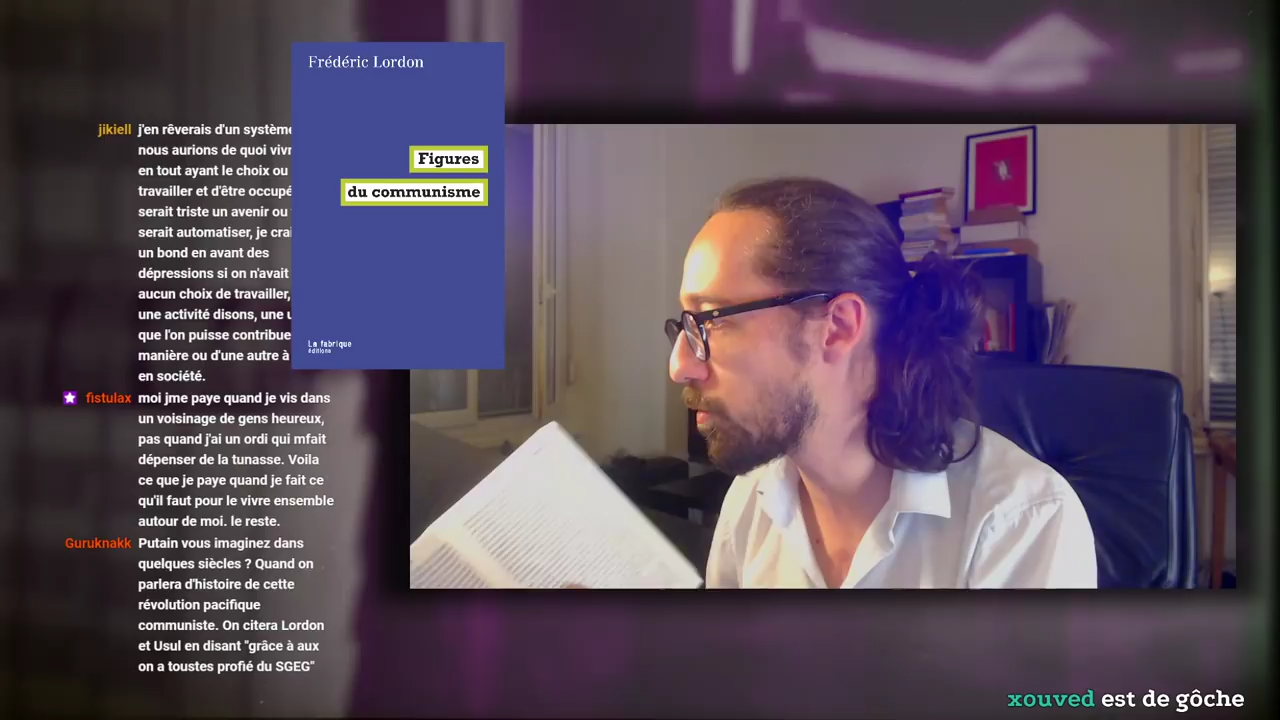 Frédéric Lordon
Figures
du communisme
La fabrique
éditions
jikiell j'en rêverais d'un système
nous aurions de quoi
en tout ayant le choix ou
travailler et d'être
serait triste un avenir ou
serait automatiser, je
un bond en avant des
dépressions si on n'avait
aucun choix de travailler,
une activité disons, une
que l'on puisse
manière ou d'une autre à
en société.
fistulax moi jme paye quand je vis dans
un voisinage de gens heureux,
pas quand j'ai un ordi qui mfait
dépenser de la tunasse. Voila
ce que je paye quand je fait ce
qu'il faut pour le vivre ensemble
autour de moi. le reste.
Guruknakk Putain vous imaginez dans
quelques siècles ? Quand on
parlera d'histoire de cette
révolution pacifique
communiste. On citera Lordon
et Usul en disant "grâce à aux
on a toustes profié du SGEG"
xouved est de gôche